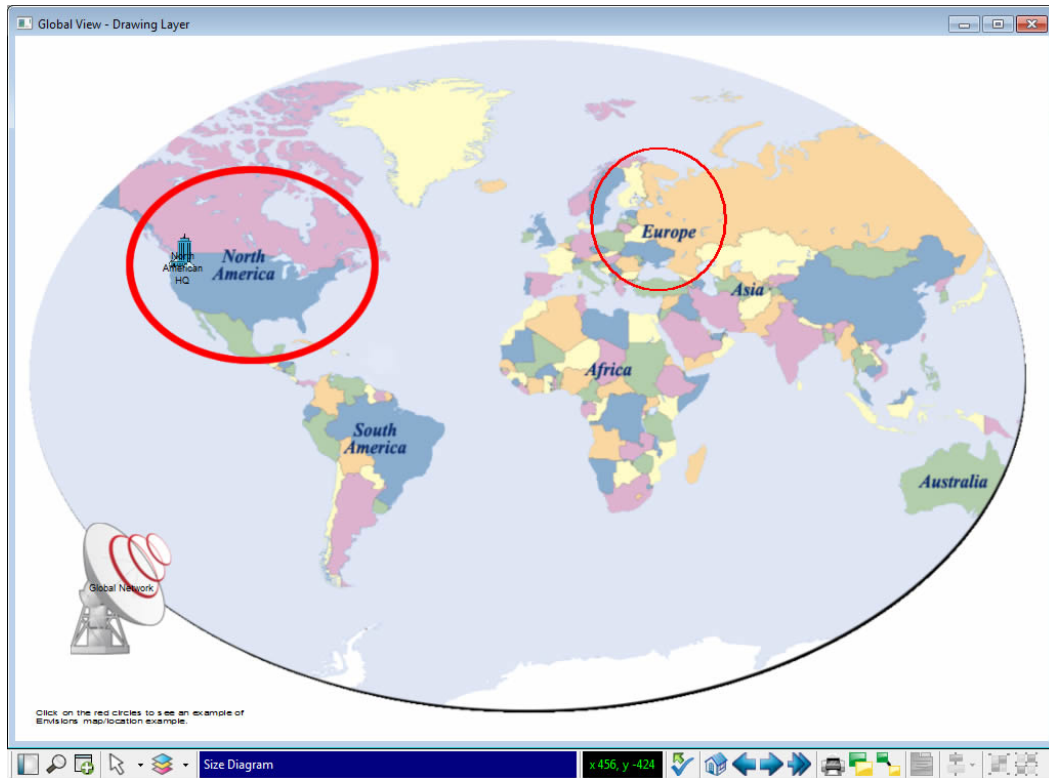 Global View - Drawing Layer
North
America
North
American
HQ
Europe
Asia
Africa
South
America
Australia
Global Network
Click on the red circles to see an example of
Envisions map/location example.
Size Diagram
x 456, y -424